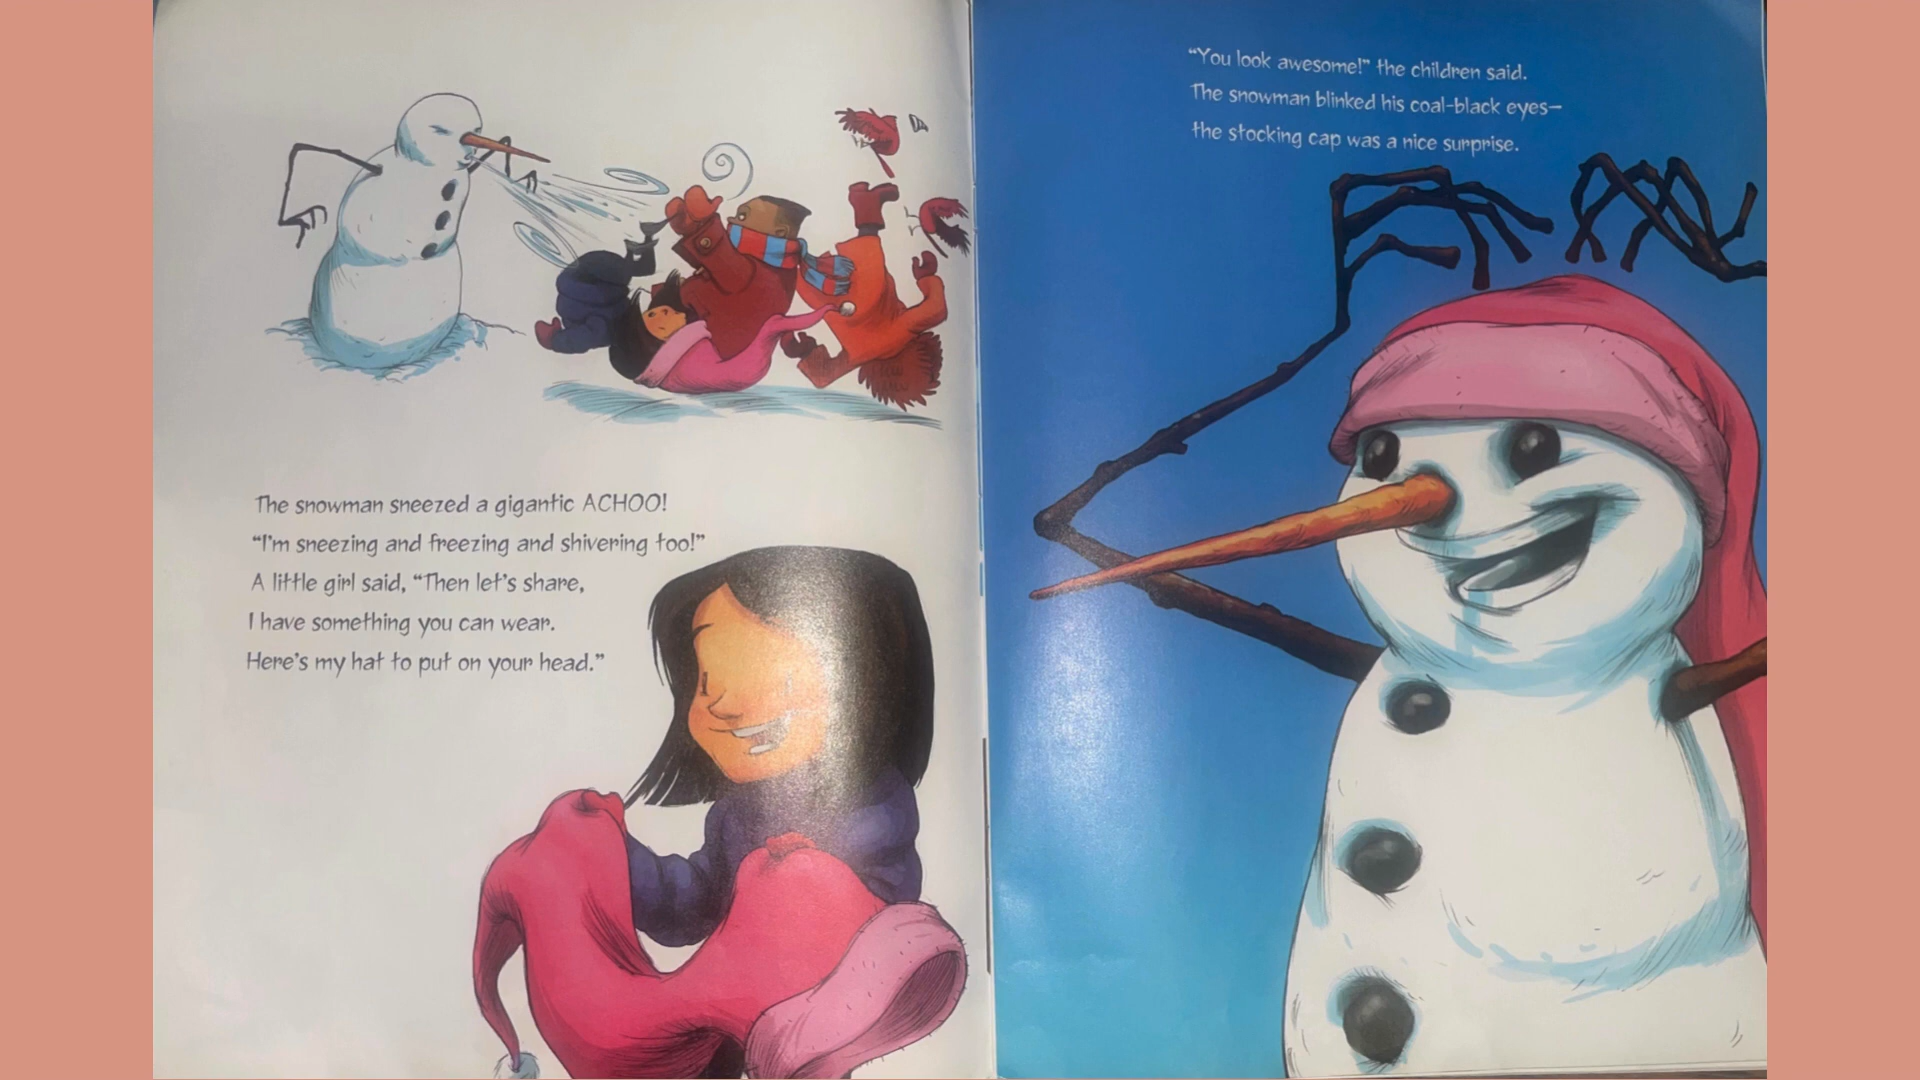 The snowman sneezed a gigantic ACHOO!
“I’m sneezing and freezing and shivering too!”
A little girl said, “Then let’s share,
I have something you can wear.
Here’s my hat to put on your head.”
“You look awesome!” the children said.
The snowman blinked his coal-black eyes—
the stocking cap was a nice surprise.